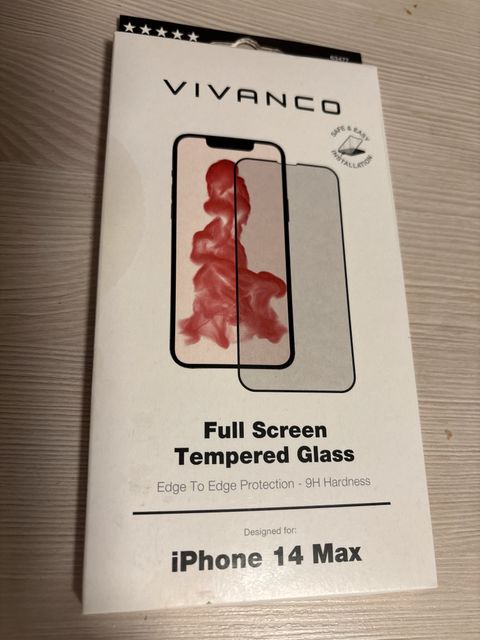 63477
VIVANCO
SAFE & EASY
INSTALLATION
Full Screen
Tempered Glass
Edge To Edge Protection - 9H Hardness
Designed for:
iPhone 14 Max